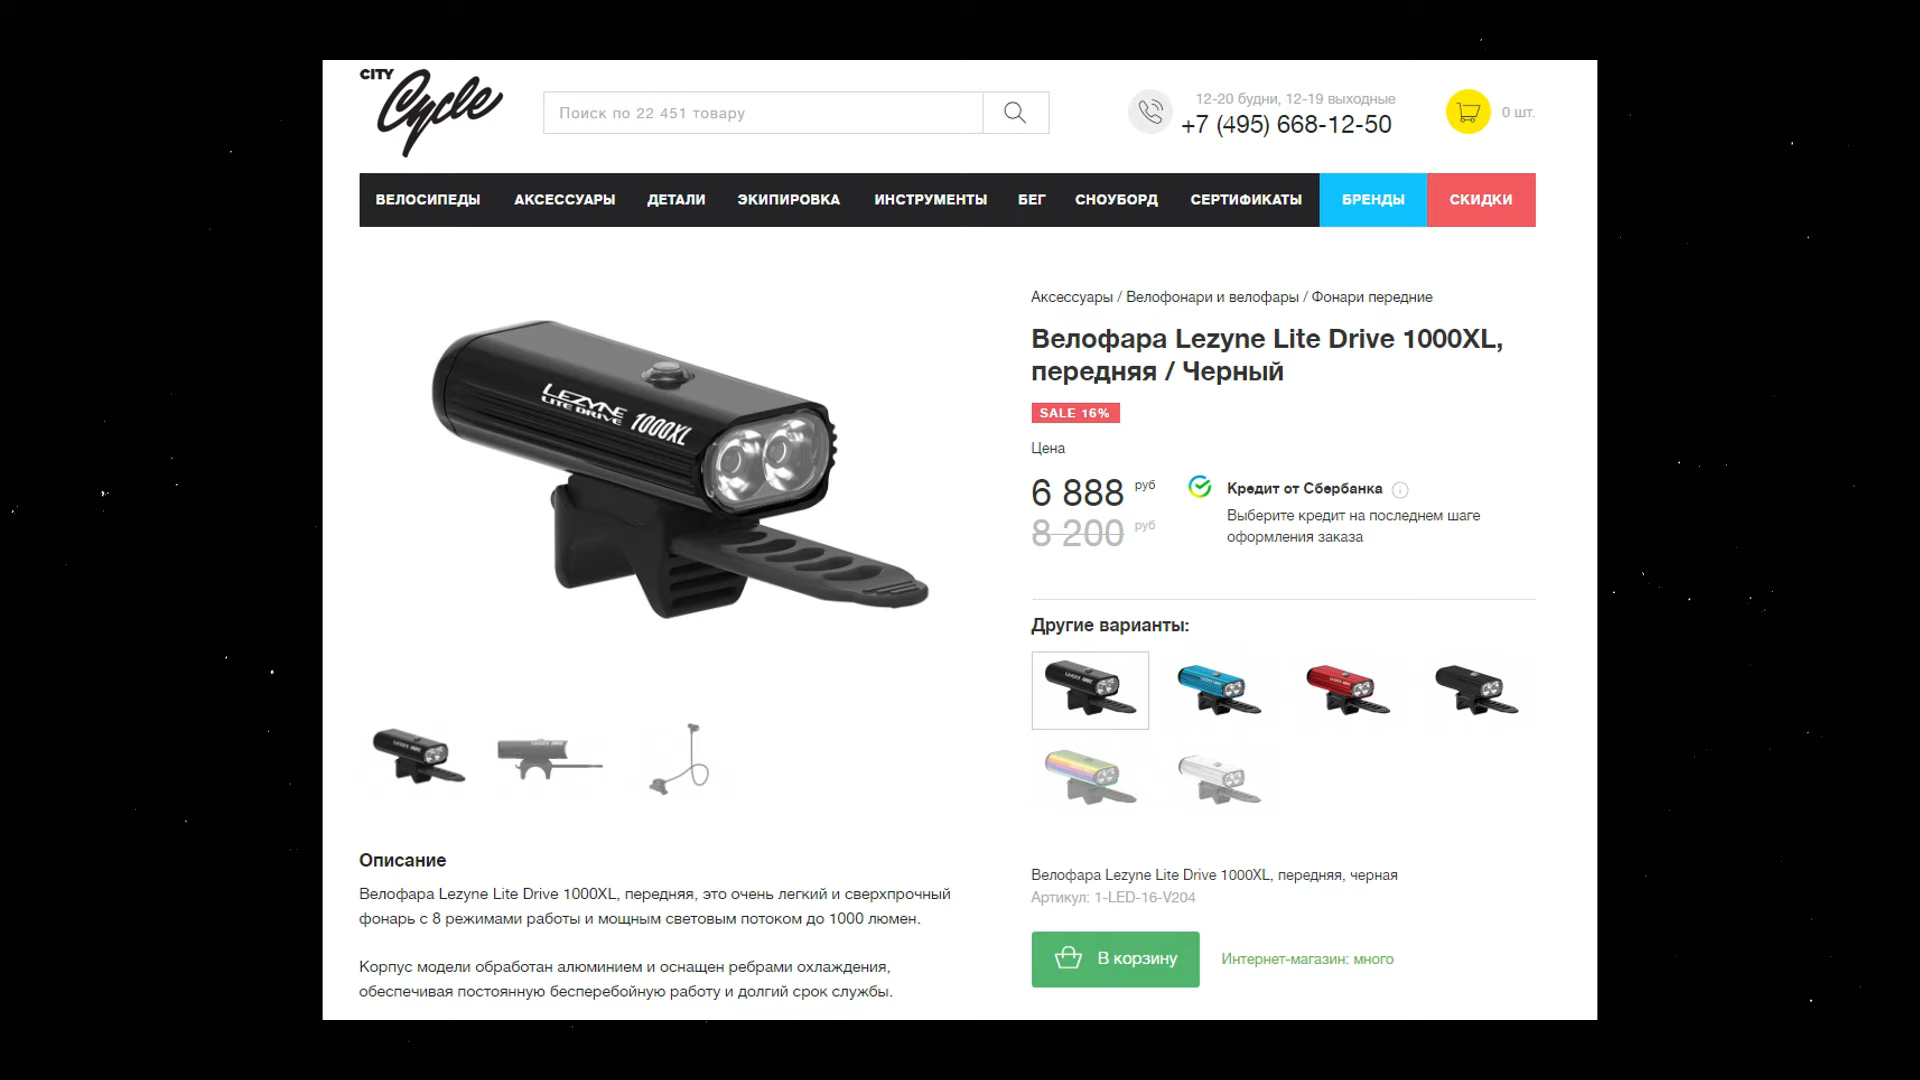 CITY
Cycle
Поиск по 22 451 товару
12-20 будни, 12-19 выходные
+7 (495) 668-12-50
0 шт.
ВЕЛОСИПЕДЫ АКСЕССУАРЫ ДЕТАЛИ ЭКИПИРОВКА ИНСТРУМЕНТЫ БЕГ СНОУБОРД СЕРТИФИКАТЫ БРЕНДЫ СКИДКИ
LEZYNE
LITE DRIVE 1000XL
Аксессуары / Велофонари и велофары / Фонари передние
Велофара Lezyne Lite Drive 1000XL,
передняя / Черный
SALE 16%
Цена
6 888 руб
8 200 руб
Кредит от Сбербанка
Выберите кредит на последнем шаге
оформления заказа
Другие варианты:
Описание
Велофара Lezyne Lite Drive 1000XL, передняя, это очень легкий и сверхпрочный
фонарь с 8 режимами работы и мощным световым потоком до 1000 люмен.
Корпус модели обработан алюминием и оснащен ребрами охлаждения,
обеспечивая постоянную бесперебойную работу и долгий срок службы.
Велофара Lezyne Lite Drive 1000XL, передняя, черная
Артикул: 1-LED-16-V204
В корзину
Интернет-магазин: много